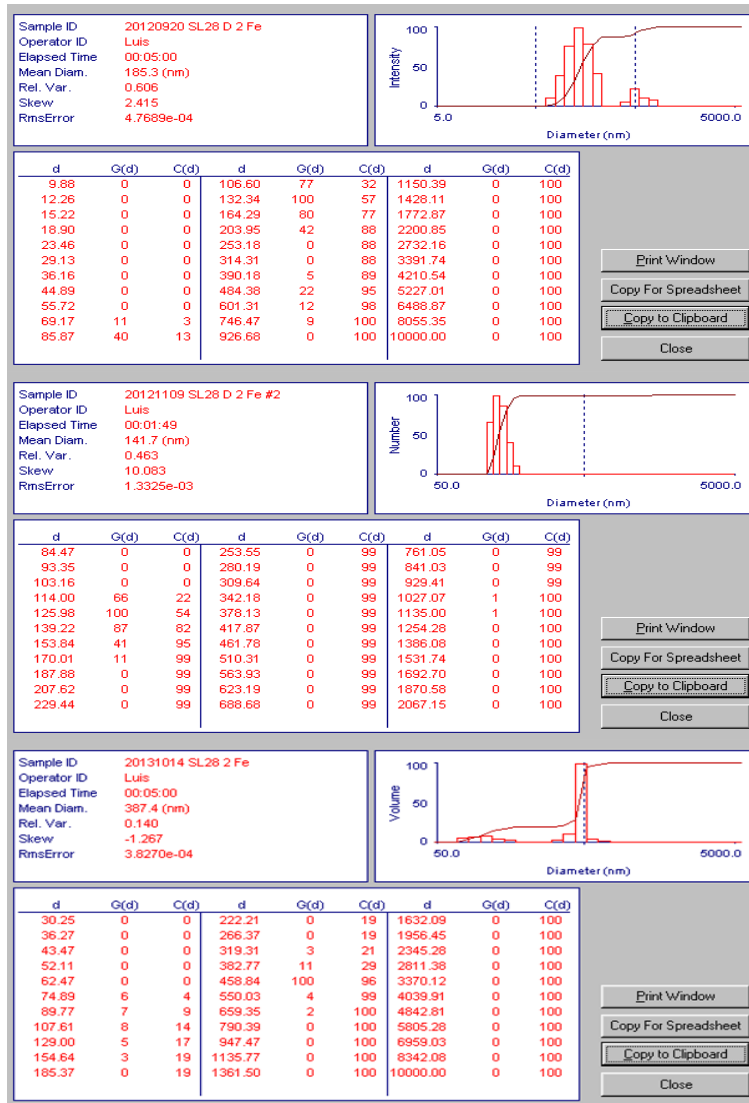 Sample ID 20120920 SL28 D 2 Fe
Operator ID Luis
Elapsed Time 00:05:00
Mean Diam. 185.3 (nm)
Rel. Var. 0.606
Skew 2.415
RmsError 4.7689e-04
100
50
0
Intensity
5.0 5000.0
Diameter (nm)
d G(d) C(d) d G(d) C(d) d G(d) C(d)
9.88 0 0 106.60 77 32 1150.39 0 100
12.26 0 0 132.34 100 57 1428.11 0 100
15.22 0 0 164.29 80 77 1772.87 0 100
18.90 0 0 203.95 42 88 2200.85 0 100
23.46 0 0 253.18 0 88 2732.16 0 100
29.13 0 0 314.31 0 88 3391.74 0 100
36.16 0 0 390.18 5 89 4210.54 0 100
44.89 0 0 484.38 22 95 5227.01 0 100
55.72 0 0 601.31 12 98 6488.87 0 100
69.17 11 3 746.47 9 100 8055.35 0 100
85.87 40 13 926.68 0 100 10000.00 0 100
Print Window
Copy For Spreadsheet
Copy to Clipboard
Close
Sample ID 20121109 SL28 D 2 Fe #2
Operator ID Luis
Elapsed Time 00:01:49
Mean Diam. 141.7 (nm)
Rel. Var. 0.463
Skew 10.083
RmsError 1.3325e-03
100
50
0
Number
50.0 5000.0
Diameter (nm)
d G(d) C(d) d G(d) C(d) d G(d) C(d)
84.47 0 0 253.55 0 99 761.05 0 99
93.35 0 0 280.19 0 99 841.03 0 99
103.16 0 0 309.64 0 99 929.41 0 99
114.00 66 22 342.18 0 99 1027.07 1 100
125.98 100 54 378.13 0 99 1135.00 1 100
139.22 87 82 417.87 0 99 1254.28 0 100
153.84 41 95 461.78 0 99 1386.08 0 100
170.01 11 99 510.31 0 99 1531.74 0 100
187.88 0 99 563.93 0 99 1692.70 0 100
207.62 0 99 623.19 0 99 1870.58 0 100
229.44 0 99 688.68 0 99 2067.15 0 100
Print Window
Copy For Spreadsheet
Copy to Clipboard
Close
Sample ID 20131014 SL28 2 Fe
Operator ID Luis
Elapsed Time 00:05:00
Mean Diam. 387.4 (nm)
Rel. Var. 0.140
Skew -1.267
RmsError 3.8270e-04
100
50
0
Volume
50.0 5000.0
Diameter (nm)
d G(d) C(d) d G(d) C(d) d G(d) C(d)
30.25 0 0 222.21 0 19 1632.09 0 100
36.27 0 0 266.37 0 19 1956.45 0 100
43.47 0 0 319.31 3 21 2345.28 0 100
52.11 0 0 382.77 11 29 2811.38 0 100
62.47 0 0 458.84 100 96 3370.12 0 100
74.89 6 4 550.03 4 99 4039.91 0 100
89.77 7 9 659.35 2 100 4842.81 0 100
107.61 8 14 790.39 0 100 5805.28 0 100
129.00 5 17 947.47 0 100 6959.03 0 100
154.64 3 19 1135.77 0 100 8342.08 0 100
185.37 0 19 1361.50 0 100 10000.00 0 100
Print Window
Copy For Spreadsheet
Copy to Clipboard
Close